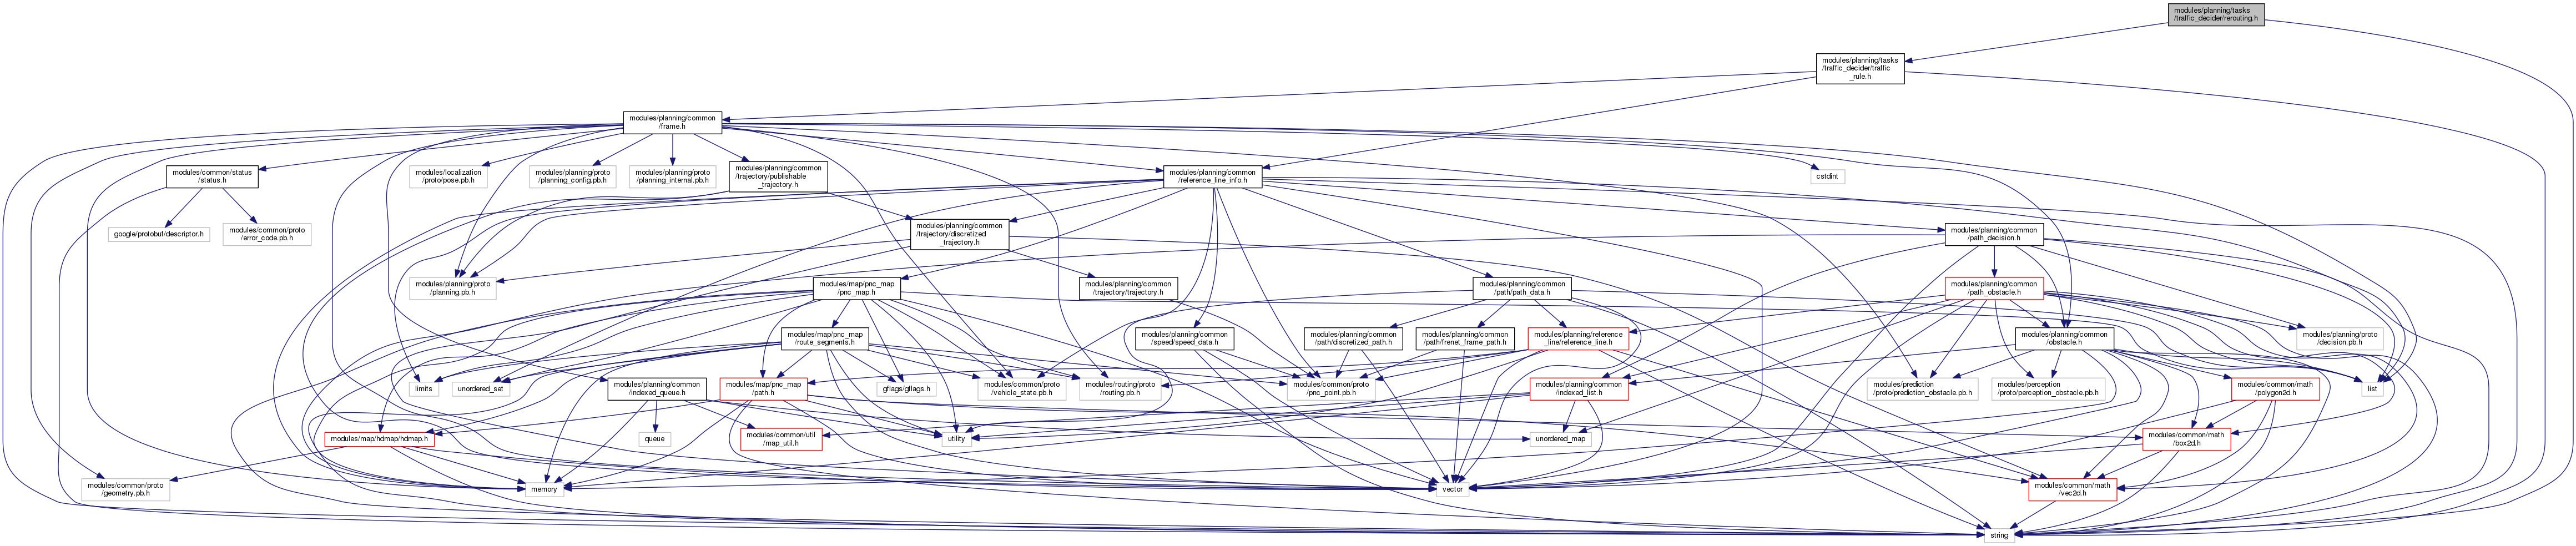 modules/planning/tasks
/traffic_decider/rerouting.h
modules/planning/tasks
/traffic_decider/traffic
_rule.h
modules/planning/common
/frame.h
modules/common/status
/status.h
modules/localization
/proto/pose.pb.h
modules/planning/proto
/planning_config.pb.h
modules/planning/proto
/planning_internal.pb.h
modules/planning/common
/trajectory/publishable
_trajectory.h
modules/planning/common
/reference_line_info.h
cstdint
google/protobuf/descriptor.h
modules/common/proto
/error_code.pb.h
modules/planning/common
/trajectory/discretized
_trajectory.h
modules/planning/common
/path_decision.h
modules/planning/proto
/planning.pb.h
modules/map/pnc_map
/pnc_map.h
modules/planning/common
/trajectory/trajectory.h
modules/planning/common
/path/path_data.h
modules/planning/common
/path_obstacle.h
modules/map/pnc_map
/route_segments.h
modules/planning/common
/speed/speed_data.h
modules/planning/common
/path/discretized_path.h
modules/planning/common
/path/frenet_frame_path.h
modules/planning/reference
_line/reference_line.h
modules/planning/common
/obstacle.h
modules/planning/proto
/decision.pb.h
limits
unordered_set
modules/planning/common
/indexed_queue.h
modules/map/pnc_map
/path.h
gflags/gflags.h
modules/common/proto
/vehicle_state.pb.h
modules/routing/proto
/routing.pb.h
modules/common/proto
/pnc_point.pb.h
modules/planning/common
/indexed_list.h
modules/prediction
/proto/prediction_obstacle.pb.h
modules/perception
/proto/perception_obstacle.pb.h
modules/common/math
/polygon2d.h
list
modules/map/hdmap/hdmap.h
queue
modules/common/util
/map_util.h
utility
unordered_map
modules/common/math
/box2d.h
modules/common/proto
/geometry.pb.h
memory
vector
modules/common/math
/vec2d.h
string